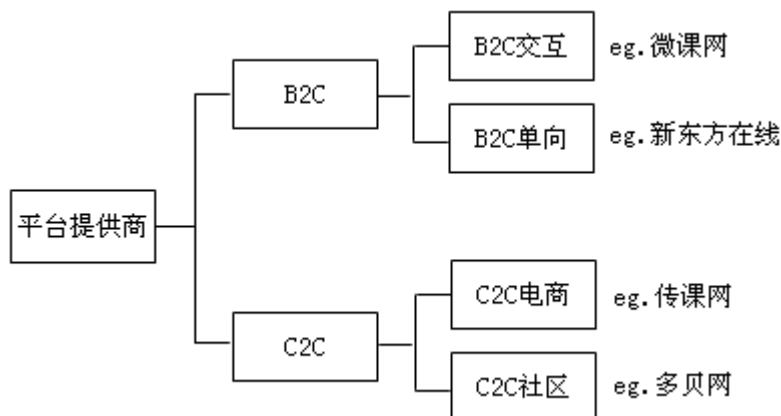 B2C交互 eg.微课网
B2C
B2C单向 eg.新东方在线
平台提供商
C2C电商 eg.传课网
C2C
C2C社区 eg.多贝网